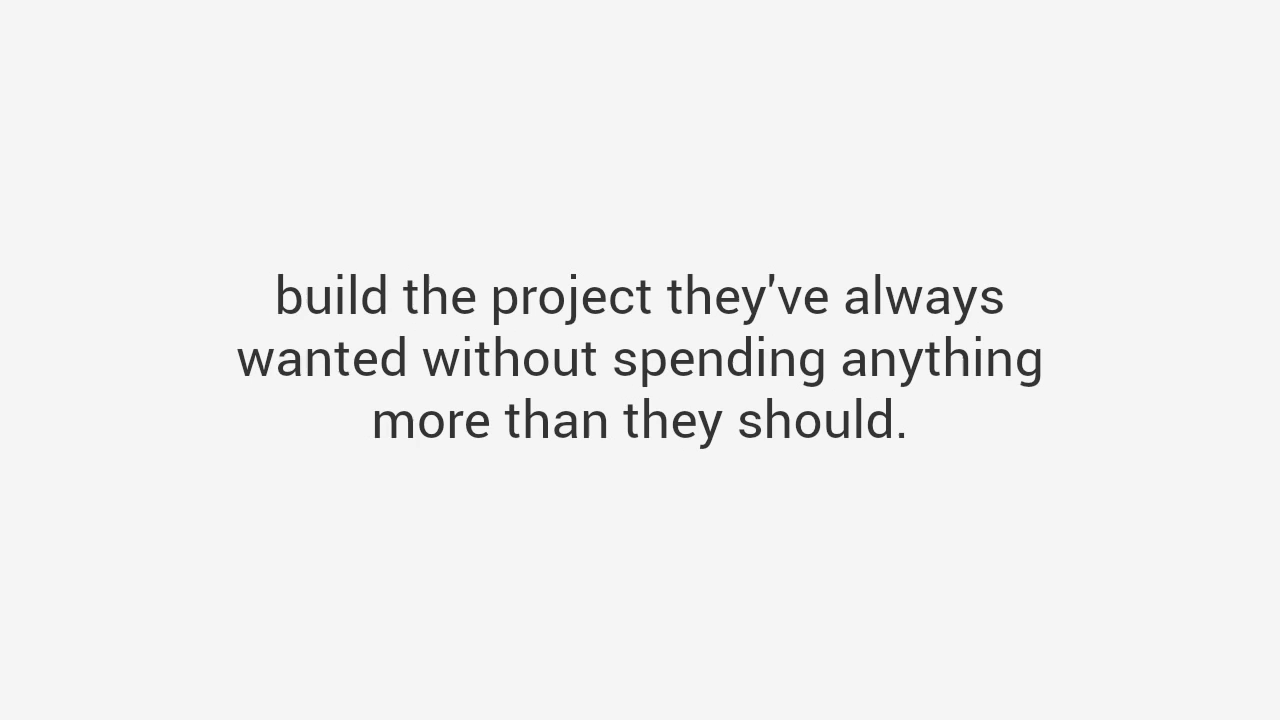 build the project they've always
wanted without spending anything
more than they should.